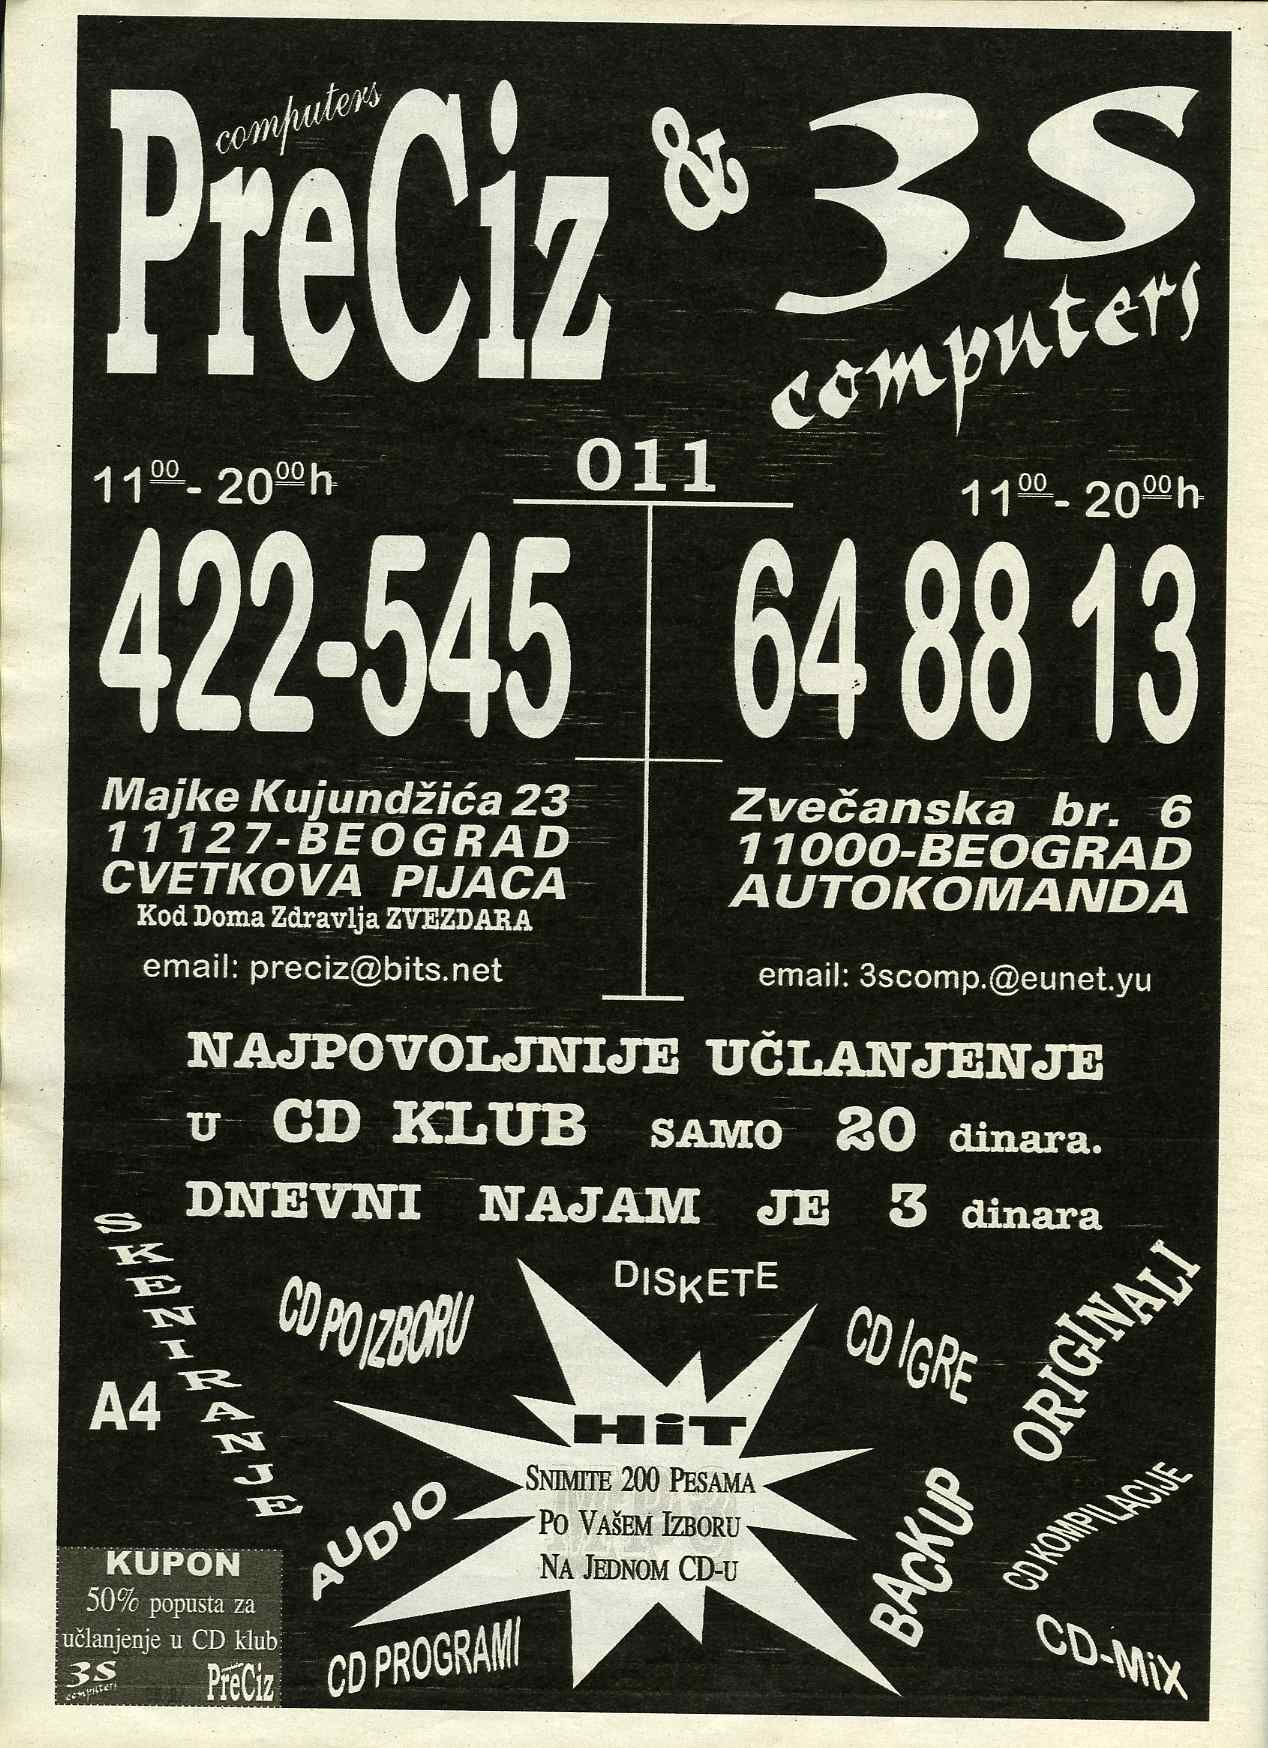 computers
PreCiz & 3S
computers
011
11⁰⁰- 20⁰⁰h
422-545
Majke Kujundžića 23
11127-BEOGRAD
CVETKOVA PIJACA
Kod Doma Zdravlja ZVEZDARA
email: preciz@bits.net
11⁰⁰- 20⁰⁰h
64 88 13
Zvečanska br. 6
11000-BEOGRAD
AUTOKOMANDA
email: 3scomp.@eunet.yu
NAJPOVOLJNIJE UČLANJENJE
U CD KLUB SAMO 20 dinara.
DNEVNI NAJAM JE 3 dinara
SKENIRANJE
A4
CD PO IZBORU
DISKETE
CD IGRE
ORIGINALI
HiT
MP3
SNIMITE 200 PESAMA
PO VAŠEM IZBORU
NA JEDNOM CD-U
AUDIO
BACKUP
CD KOMPILACIJE
CD PROGRAMI
CD-MiX
KUPON
50% popusta za
učlanjenje u CD klub
3S
computers
PreCiz